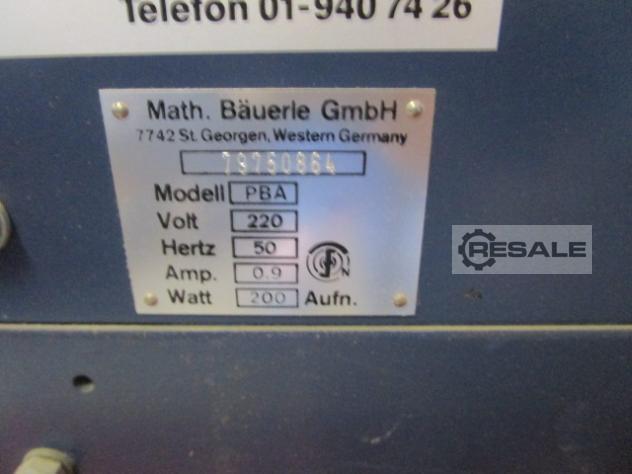 Telefon 01-940 74 26
Math. Bäuerle GmbH
7742 St. Georgen, Western Germany
79750864
Modell PBA
Volt 220
Hertz 50
Amp. 0.9
Watt 200 Aufn.
RESALE